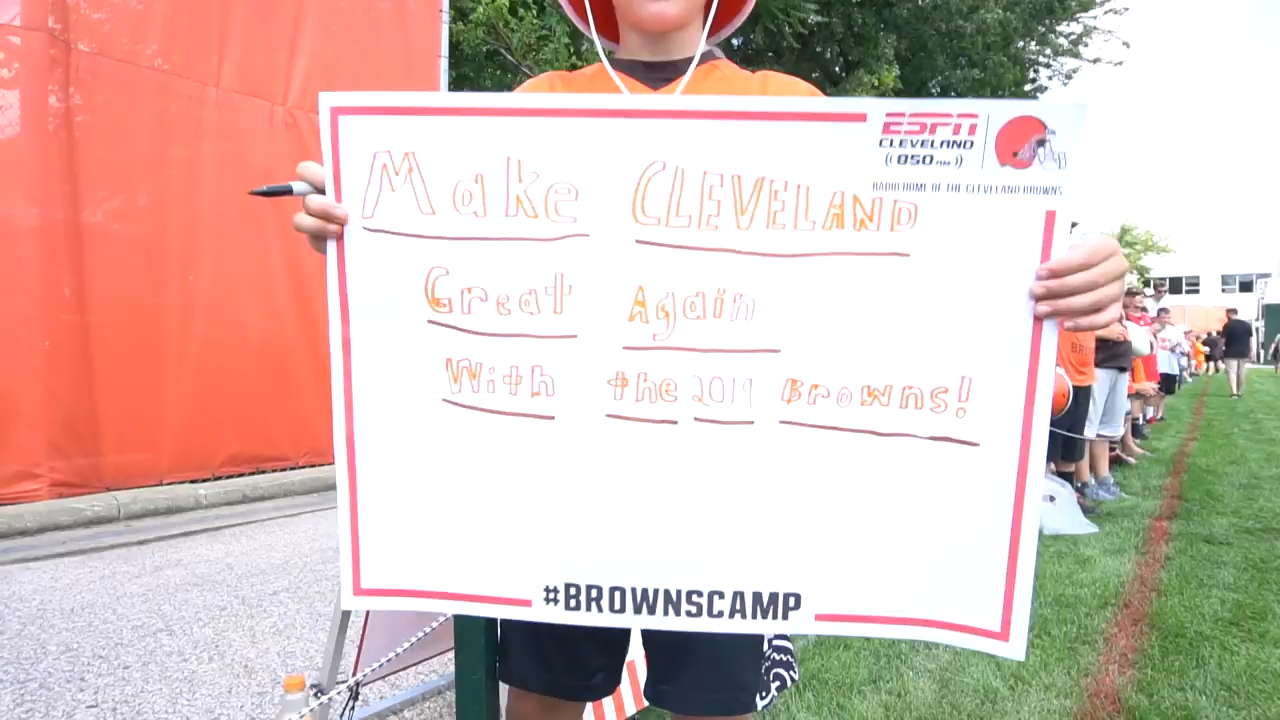 ESPN
CLEVELAND
850 AM
RADIO HOME OF THE CLEVELAND BROWNS
Make CLEVELAND
Great Again
With the 2019 Browns!
#BROWNSCAMP